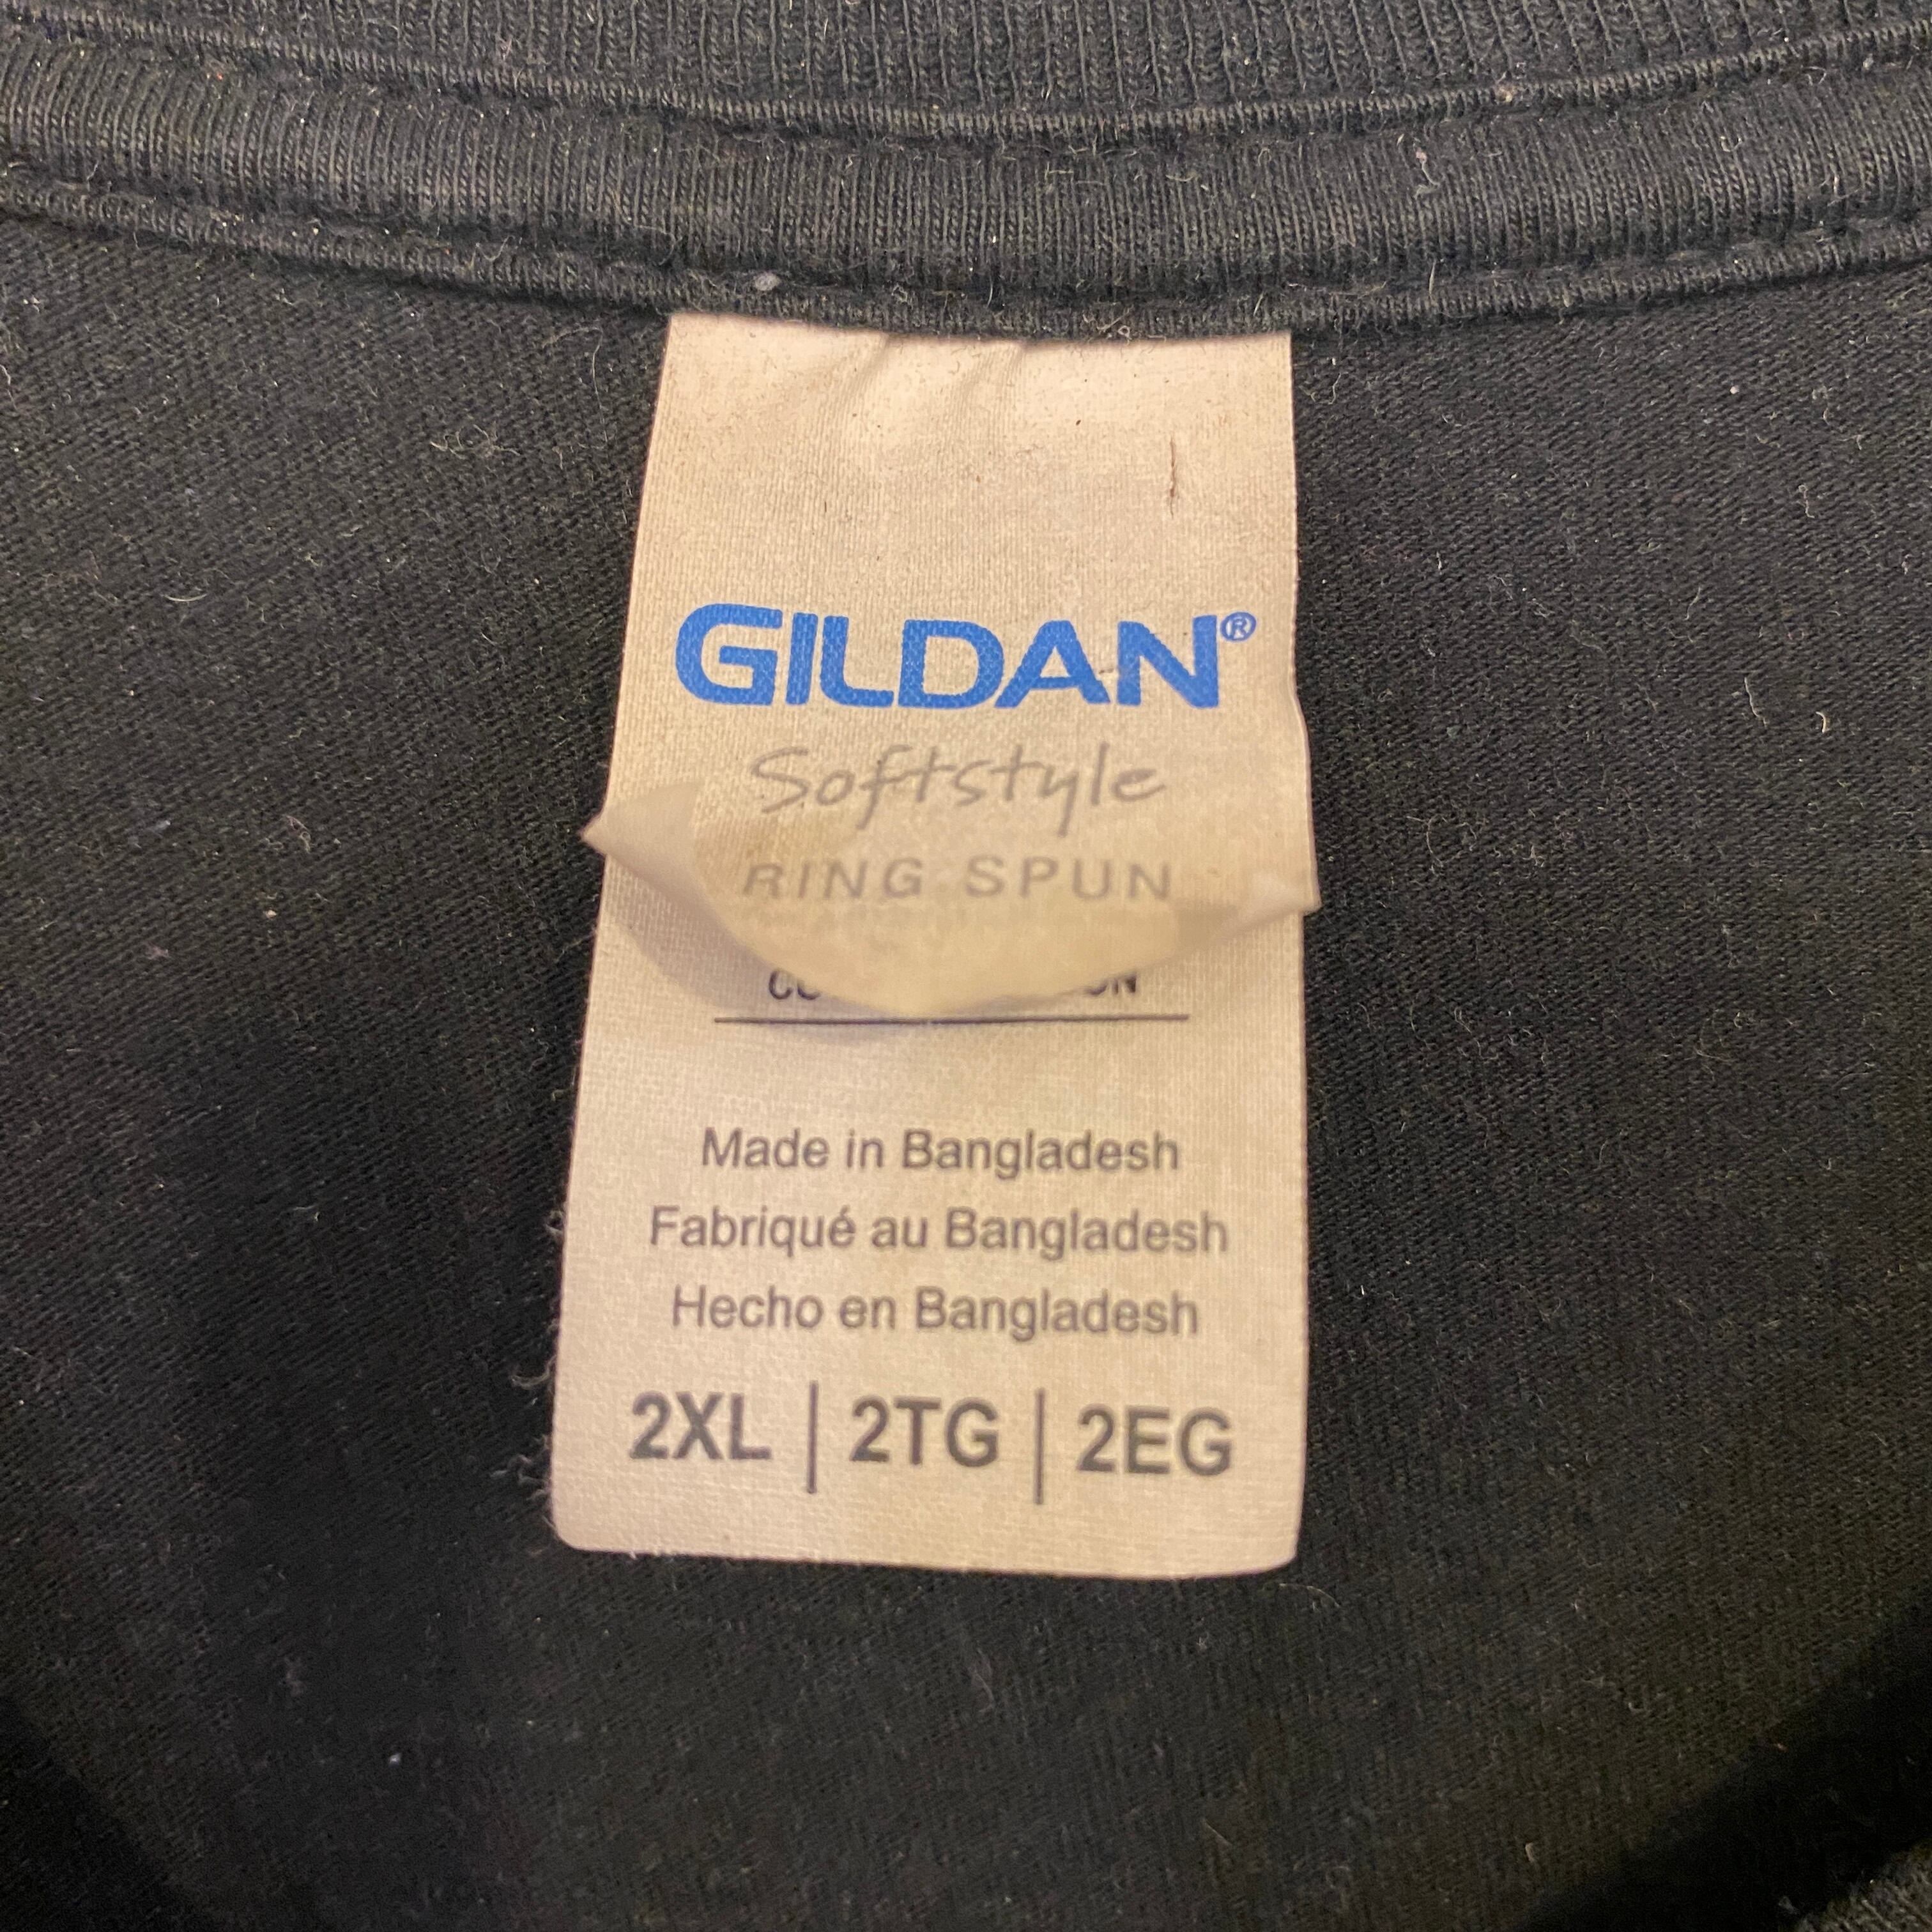 GILDAN®
Softstyle
RING SPUN
Made in Bangladesh
Fabriqué au Bangladesh
Hecho en Bangladesh
2XL | 2TG | 2EG